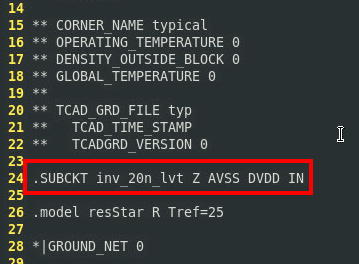 14
15 ** CORNER_NAME typical
16 ** OPERATING_TEMPERATURE 0
17 ** DENSITY_OUTSIDE_BLOCK 0
18 ** GLOBAL_TEMPERATURE 0
19 **
20 ** TCAD_GRD_FILE typ
21 **   TCAD_TIME_STAMP
22 **   TCADGRD_VERSION 0
23
24 .SUBCKT inv_20n_lvt Z AVSS DVDD IN
25
26 .model resStar R Tref=25
27
28 *|GROUND_NET 0
29